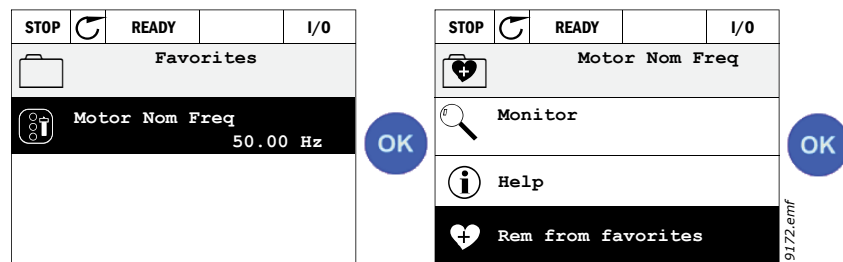 STOP READY I/O
Favorites
Motor Nom Freq
50.00 Hz
OK
STOP READY I/O
Motor Nom Freq
Monitor
Help
Rem from favorites
OK
9172.emf